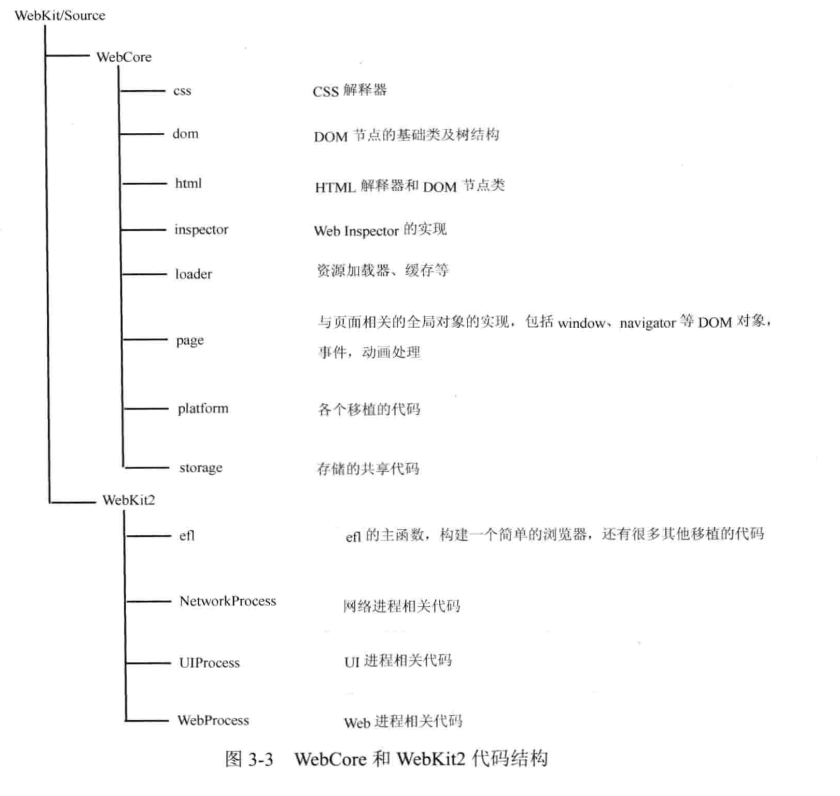 WebKit/Source
WebCore
css CSS 解释器
dom DOM 节点的基础类及树结构
html HTML 解释器和 DOM 节点类
inspector Web Inspector 的实现
loader 资源加载器、缓存等
page 与页面相关的全局对象的实现，包括 window、navigator 等 DOM 对象，
事件，动画处理
platform 各个移植的代码
storage 存储的共享代码
WebKit2
efl efl 的主函数，构建一个简单的浏览器，还有很多其他移植的代码
NetworkProcess 网络进程相关代码
UIProcess UI 进程相关代码
WebProcess Web 进程相关代码
图 3-3 WebCore 和 WebKit2 代码结构